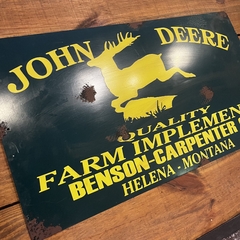 JOHN DEERE
QUALITY
FARM IMPLEMEN
BENSON-CARPENTER
HELENA · MONTANA